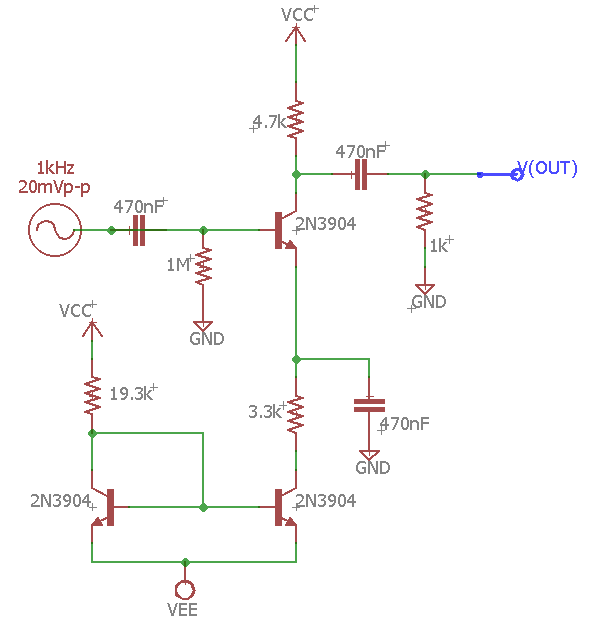 VCC
4.7k
470nF
V(OUT)
1kHz
20mVp-p
470nF
2N3904
1k
1M
GND
GND
VCC
19.3k
3.3k
470nF
GND
2N3904
2N3904
VEE